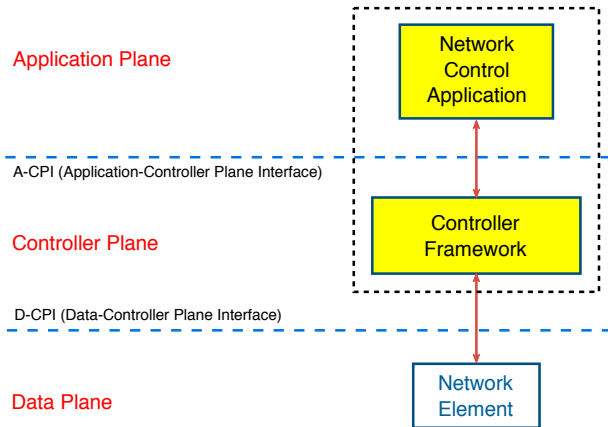 Application Plane
Network
Control
Application
A-CPI (Application-Controller Plane Interface)
Controller Plane
Controller
Framework
D-CPI (Data-Controller Plane Interface)
Data Plane
Network
Element